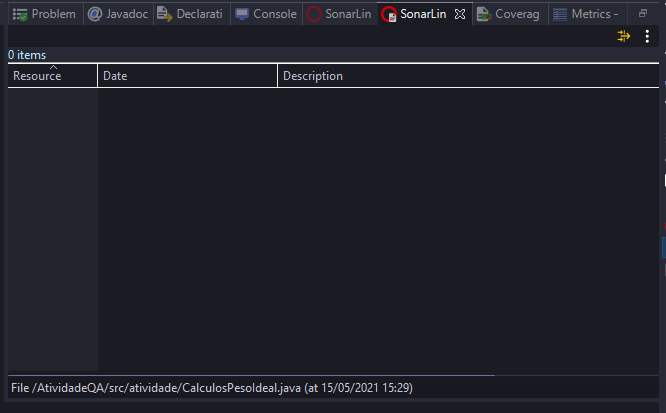 Problem Javadoc Declarati Console SonarLin SonarLin Coverag Metrics -
0 items
Resource Date Description
File /AtividadeQA/src/atividade/CalculosPesoIdeal.java (at 15/05/2021 15:29)